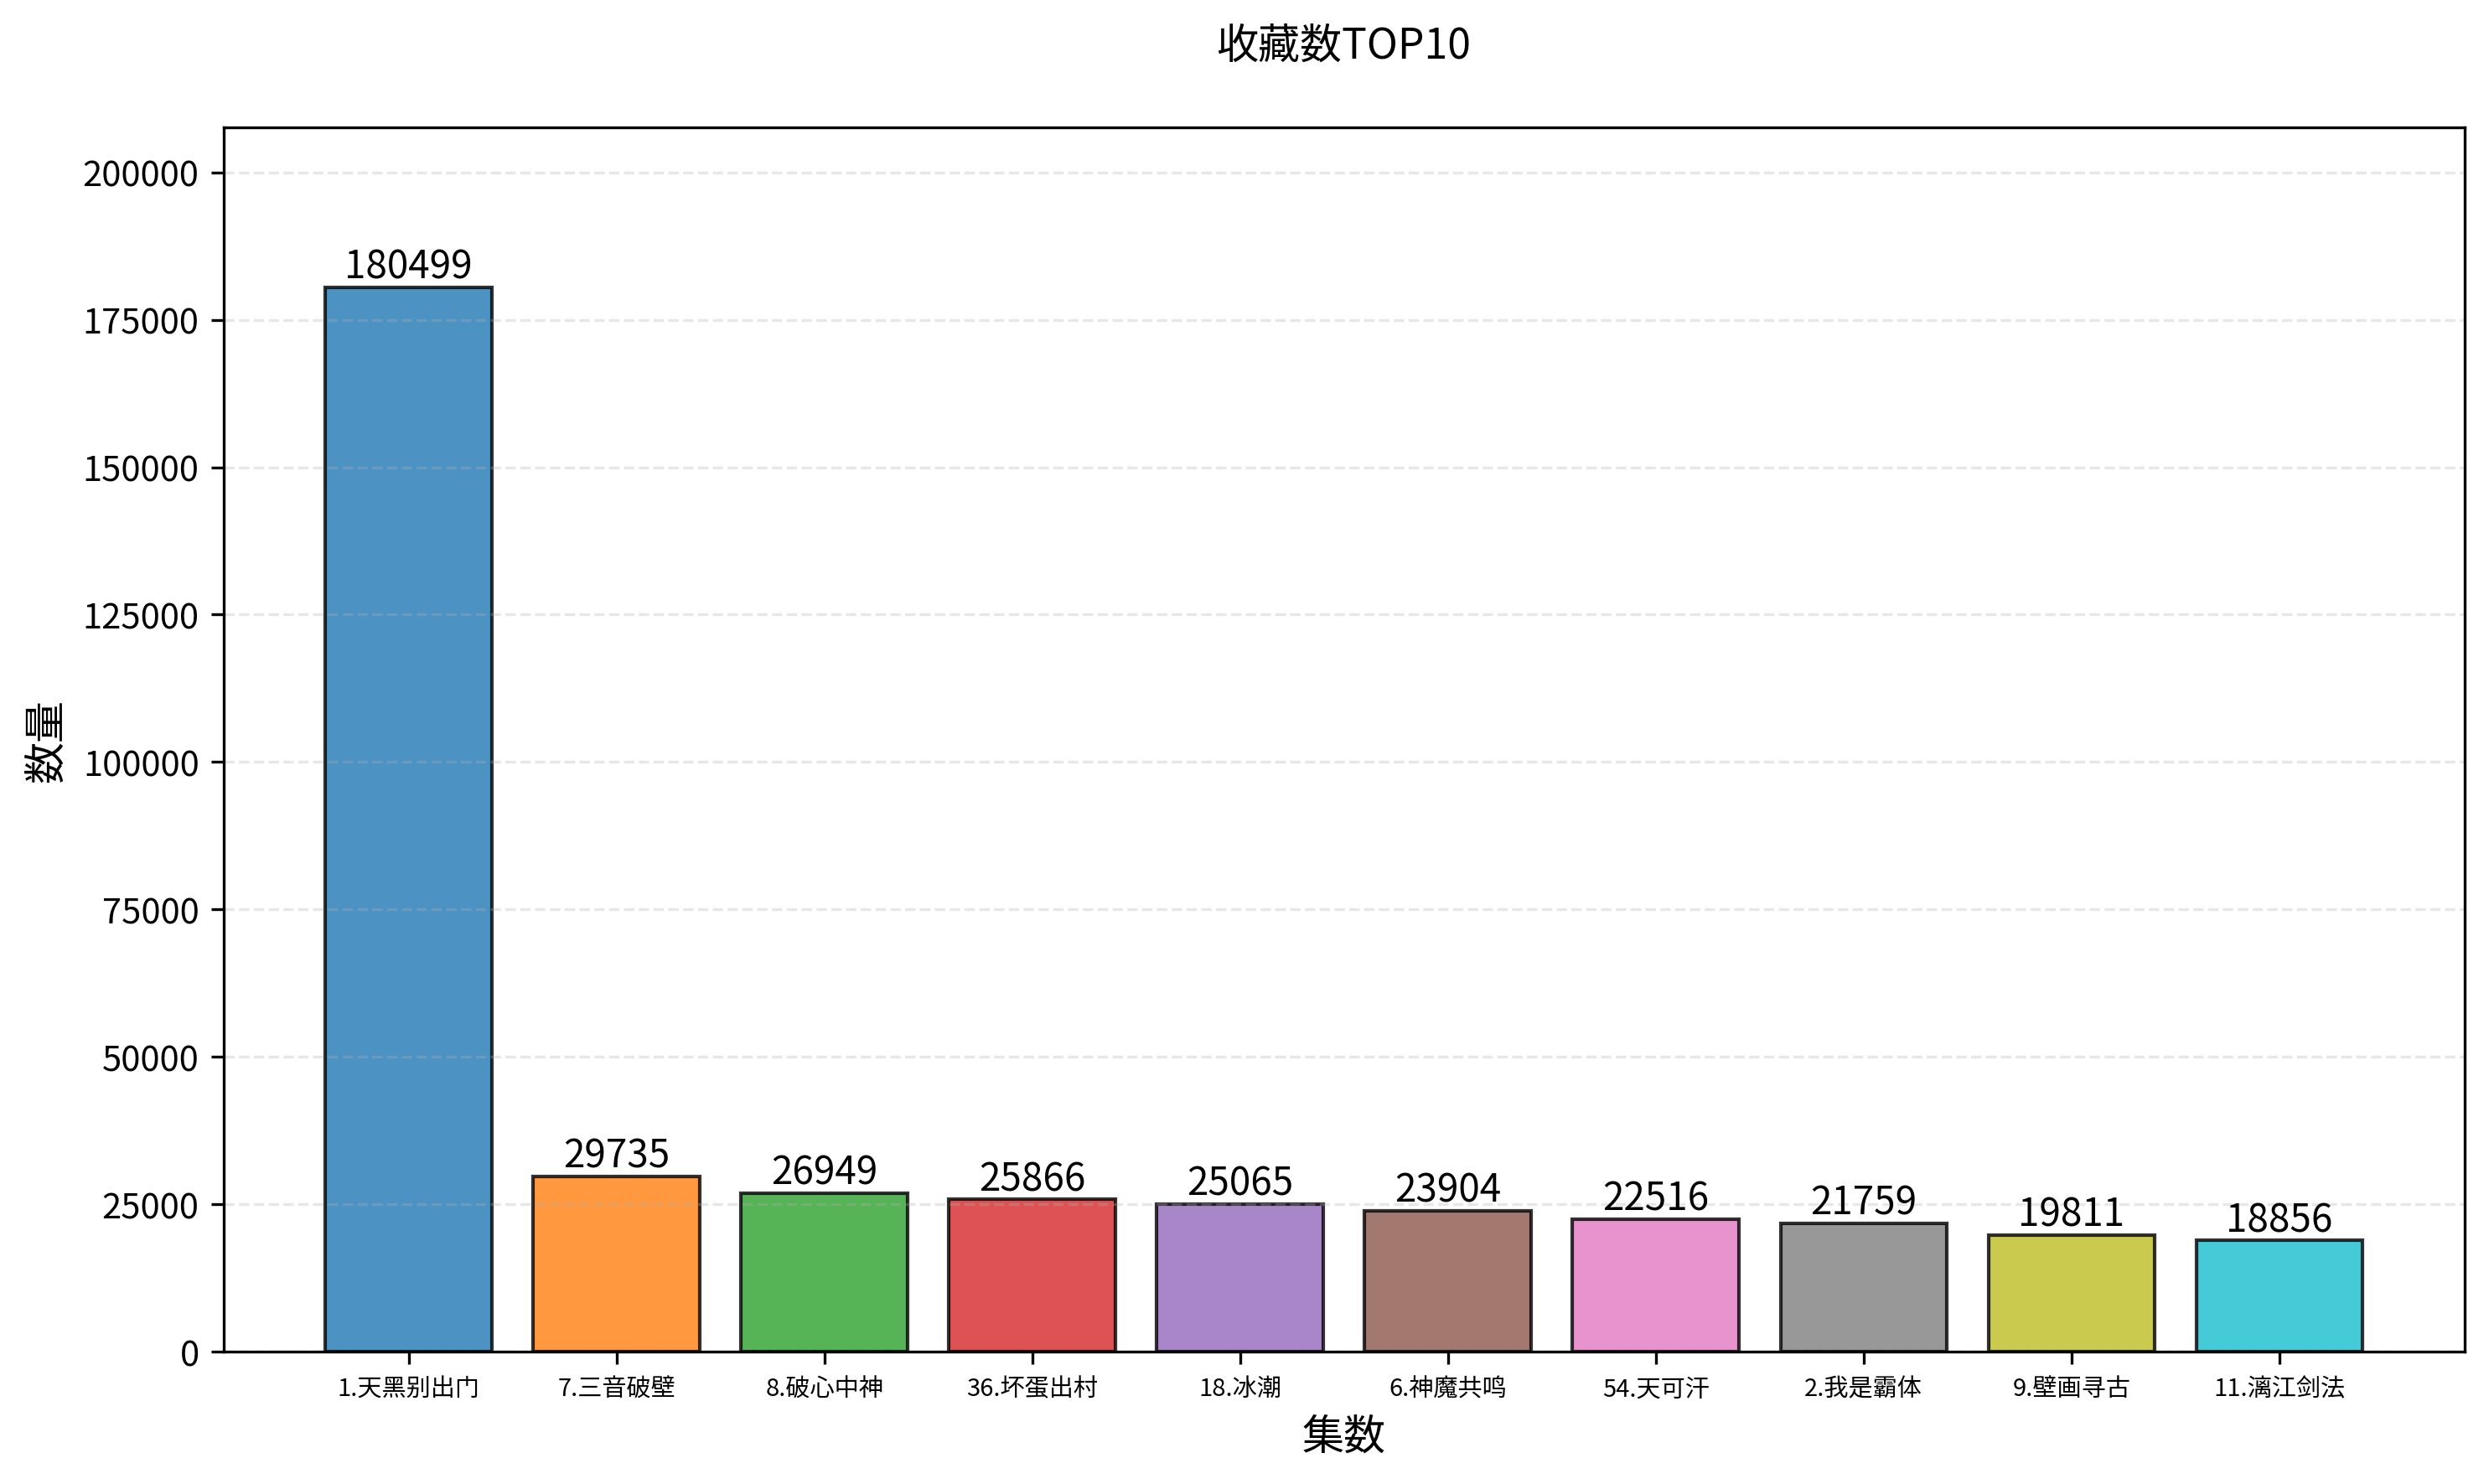 收藏数TOP10
数量
200000
175000
150000
125000
100000
75000
50000
25000
0
180499
29735
26949
25866
25065
23904
22516
21759
19811
18856
1.天黑别出门
7.三音破壁
8.破心中神
36.坏蛋出村
18.冰潮
6.神魔共鸣
54.天可汗
2.我是霸体
9.壁画寻古
11.漓江剑法
集数